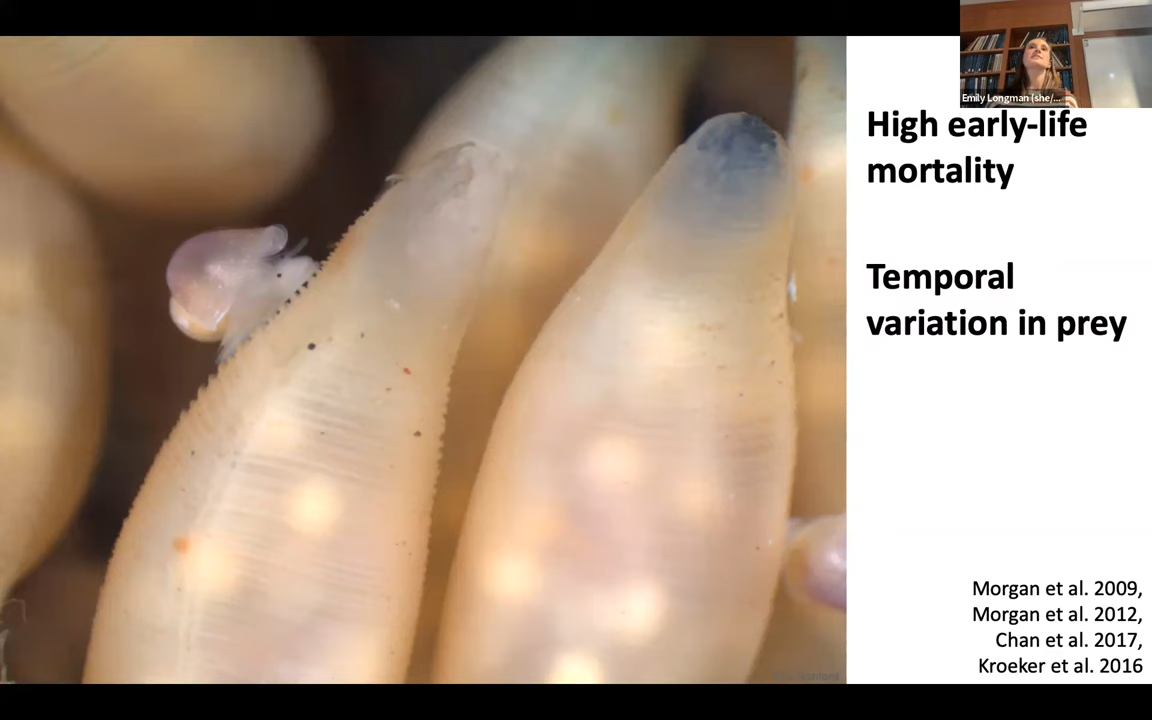 Emily Longman (she/...
High early-life
mortality
Temporal
variation in prey
Morgan et al. 2009,
Morgan et al. 2012,
Chan et al. 2017,
Kroeker et al. 2016